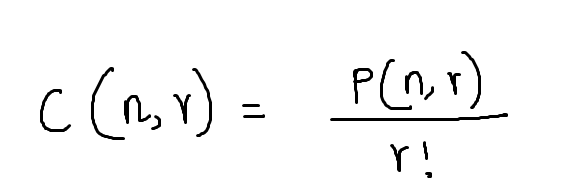 C(n,r) = P(n,r) / r!